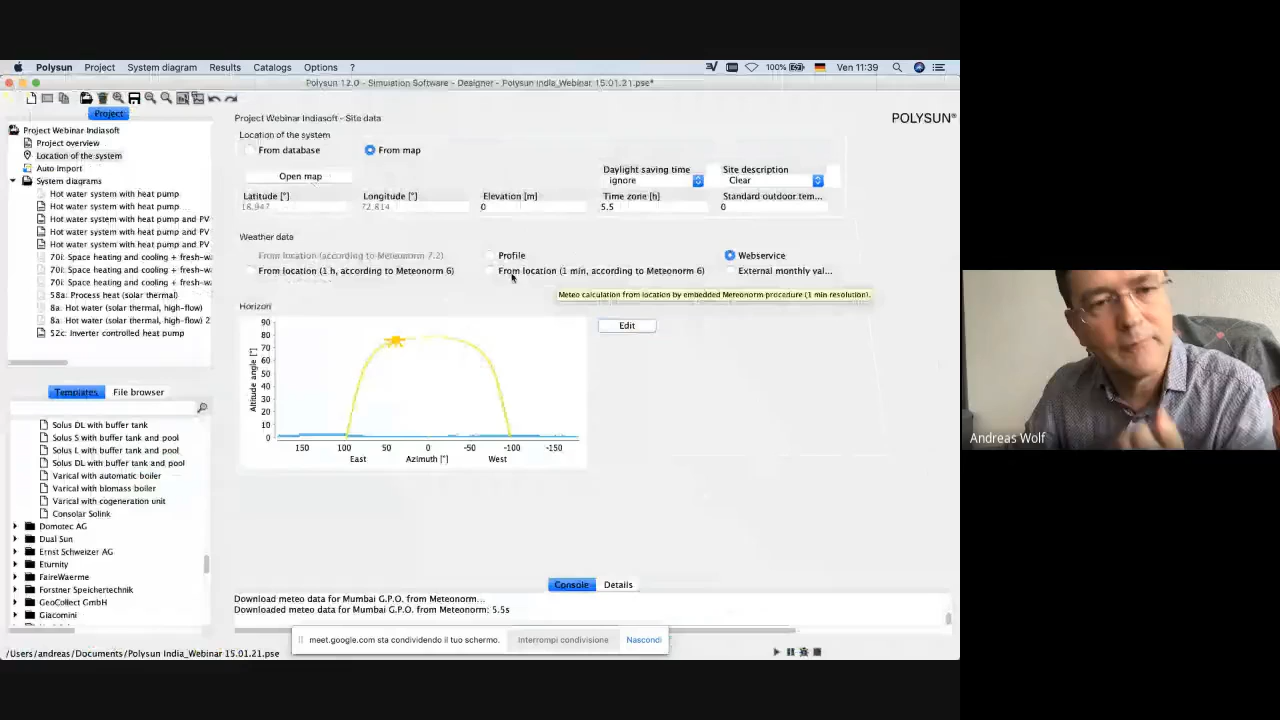 Polysun Project System diagram Results Catalogs Options ? 100% Ven 11:39
Polysun 12.0 - Simulation Software - Designer - Polysun India_Webinar 15.01.21.pse*
Project
Project Webinar Indiasoft
Project overview
Location of the system
Auto Import
System diagrams
Hot water system with heat pump
Hot water system with heat pump
Hot water system with heat pump and PV
Hot water system with heat pump and PV
Hot water system with heat pump and PV
70i: Space heating and cooling + fresh-wa
70i: Space heating and cooling + fresh-wa
70i: Space heating and cooling + fresh-wa
58a: Process heat (solar thermal)
8a: Hot water (solar thermal, high-flow)
8a: Hot water (solar thermal, high-flow) 2
52c: Inverter controlled heat pump
Templates File browser
Solus DL with buffer tank
Solus S with buffer tank and pool
Solus L with buffer tank and pool
Solus DL with buffer tank and pool
Varical with automatic boiler
Varical with biomass boiler
Varical with cogeneration unit
Consolar Solink
Domotec AG
Dual Sun
Ernst Schweizer AG
Eturnity
FaireWaerme
Forstner Speichertechnik
GeoCollect GmbH
Giacomini
/Users/andreas/Documents/Polysun India_Webinar 15.01.21.pse
Project Webinar Indiasoft - Site data
POLYSUN®
Location of the system
From database From map
Open map
Daylight saving time Site description
ignore Clear
Latitude [°] Longitude [°] Elevation [m] Time zone [h] Standard outdoor tem...
18.947 72.814 0 5.5 0
Weather data
From location (according to Meteonorm 7.2) Profile Webservice
From location (1 h, according to Meteonorm 6) From location (1 min, according to Meteonorm 6) External monthly val...
Meteo calculation from location by embedded Meteonorm procedure (1 min resolution).
Horizon
Edit
Altitude angle [°]
90
80
70
60
50
40
30
20
10
0
150 100 50 0 -50 -100 -150
East Azimuth [°] West
Console Details
Download meteo data for Mumbai G.P.O. from Meteonorm...
Downloaded meteo data for Mumbai G.P.O. from Meteonorm: 5.5s
meet.google.com sta condividendo il tuo schermo. Interrompi condivisione Nascondi
Andreas Wolf